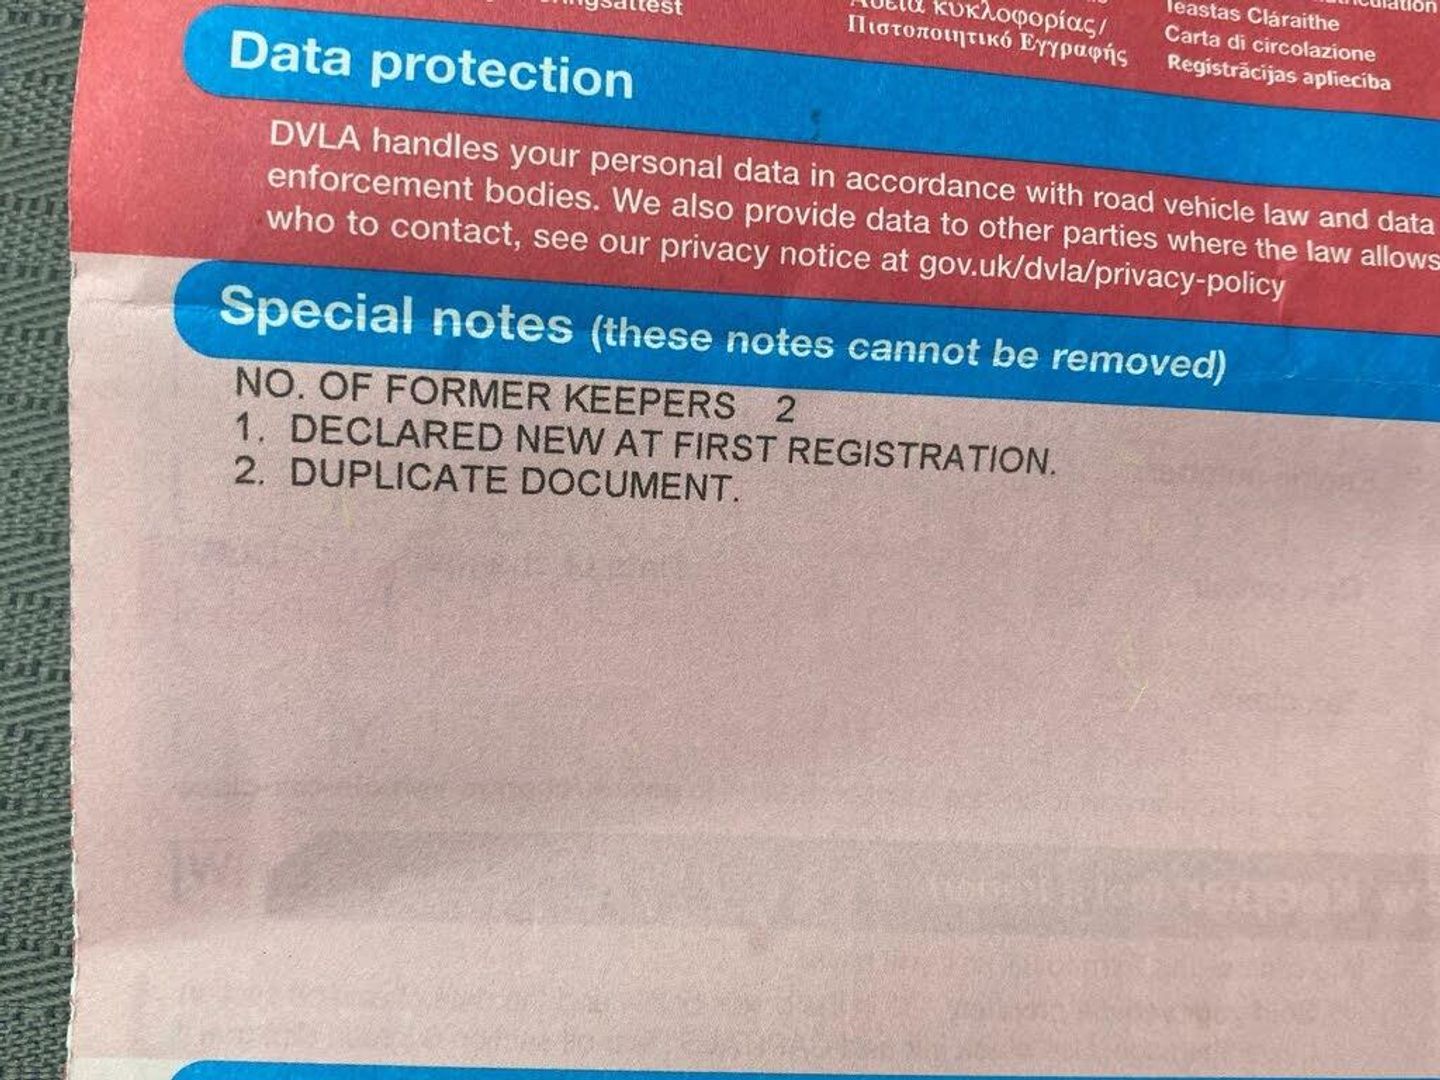 κυκλοφορίας/
Πιστοποιητικό Εγγραφής
Teastas Cláraithe
Carta di circolazione
Registrācijas apliecība
Data protection
DVLA handles your personal data in accordance with road vehicle law and data
enforcement bodies. We also provide data to other parties where the law allows
who to contact, see our privacy notice at gov.uk/dvla/privacy-policy
Special notes (these notes cannot be removed)
NO. OF FORMER KEEPERS 2
1. DECLARED NEW AT FIRST REGISTRATION.
2. DUPLICATE DOCUMENT.